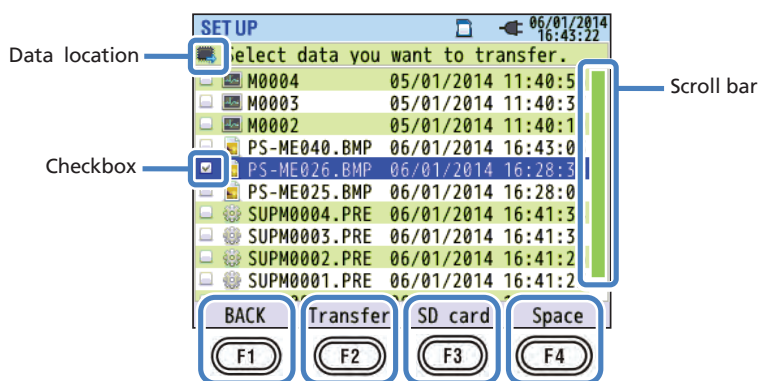 SET UP 06/01/2014
16:43:22
Data location
Select data you want to transfer.
M0004 05/01/2014 11:40:5
Scroll bar
M0003 05/01/2014 11:40:3
M0002 05/01/2014 11:40:1
PS-ME040.BMP 06/01/2014 16:43:0
Checkbox
PS-ME026.BMP 06/01/2014 16:28:3
PS-ME025.BMP 06/01/2014 16:28:0
SUPM0004.PRE 06/01/2014 16:41:3
SUPM0003.PRE 06/01/2014 16:41:3
SUPM0002.PRE 06/01/2014 16:41:2
SUPM0001.PRE 06/01/2014 16:41:2
BACK Transfer SD card Space
F1 F2 F3 F4